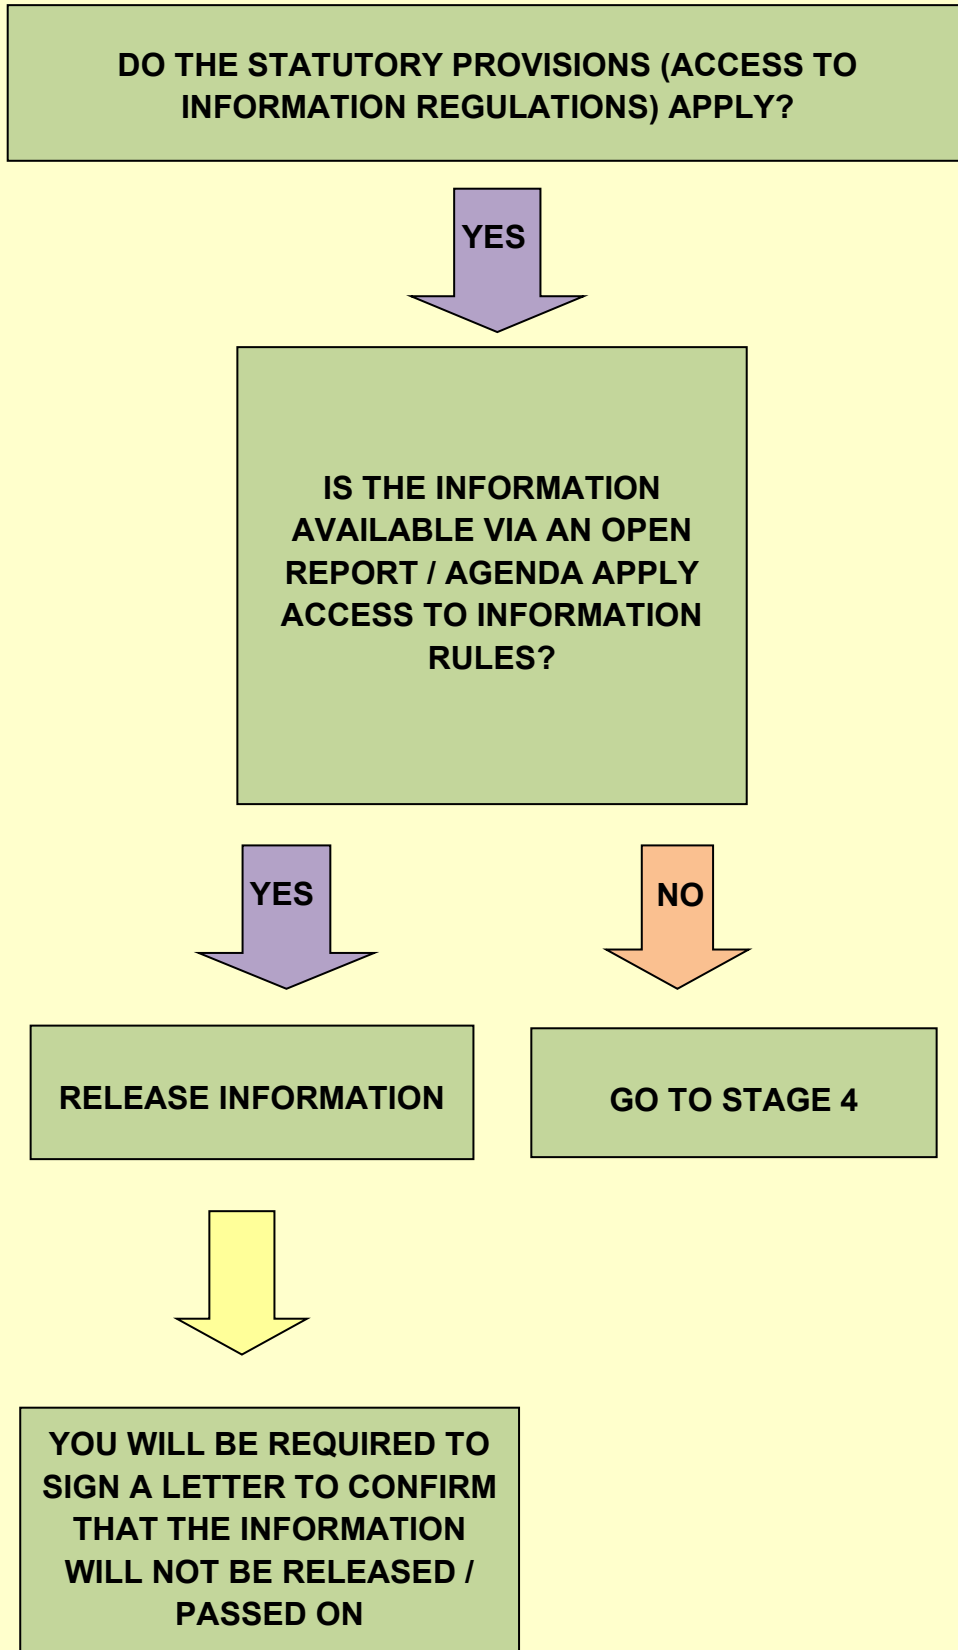 DO THE STATUTORY PROVISIONS (ACCESS TO
INFORMATION REGULATIONS) APPLY?
YES
IS THE INFORMATION
AVAILABLE VIA AN OPEN
REPORT / AGENDA APPLY
ACCESS TO INFORMATION
RULES?
YES
NO
RELEASE INFORMATION
GO TO STAGE 4
YOU WILL BE REQUIRED TO
SIGN A LETTER TO CONFIRM
THAT THE INFORMATION
WILL NOT BE RELEASED /
PASSED ON